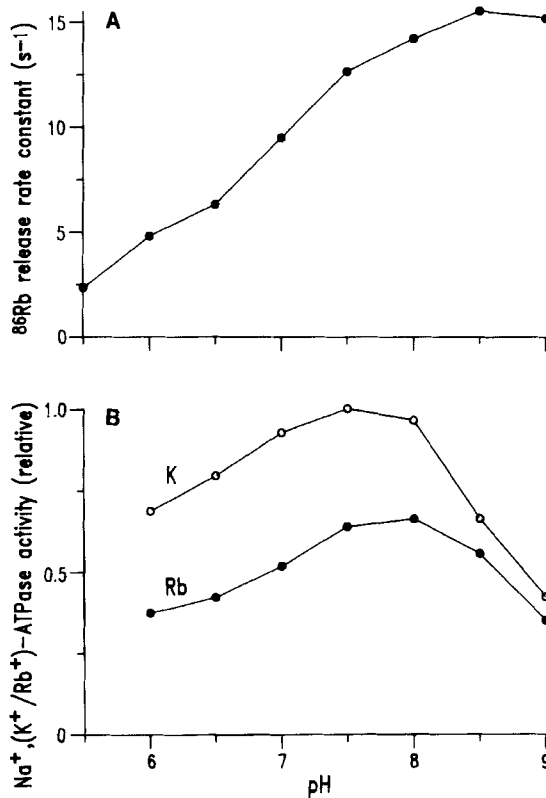 A
⁸⁶Rb release rate constant (s⁻¹)
15
10
5
0
B
Na⁺,(K⁺/Rb⁺)–ATPase activity (relative)
1.0
0.5
0
K
Rb
6
7
8
9
pH